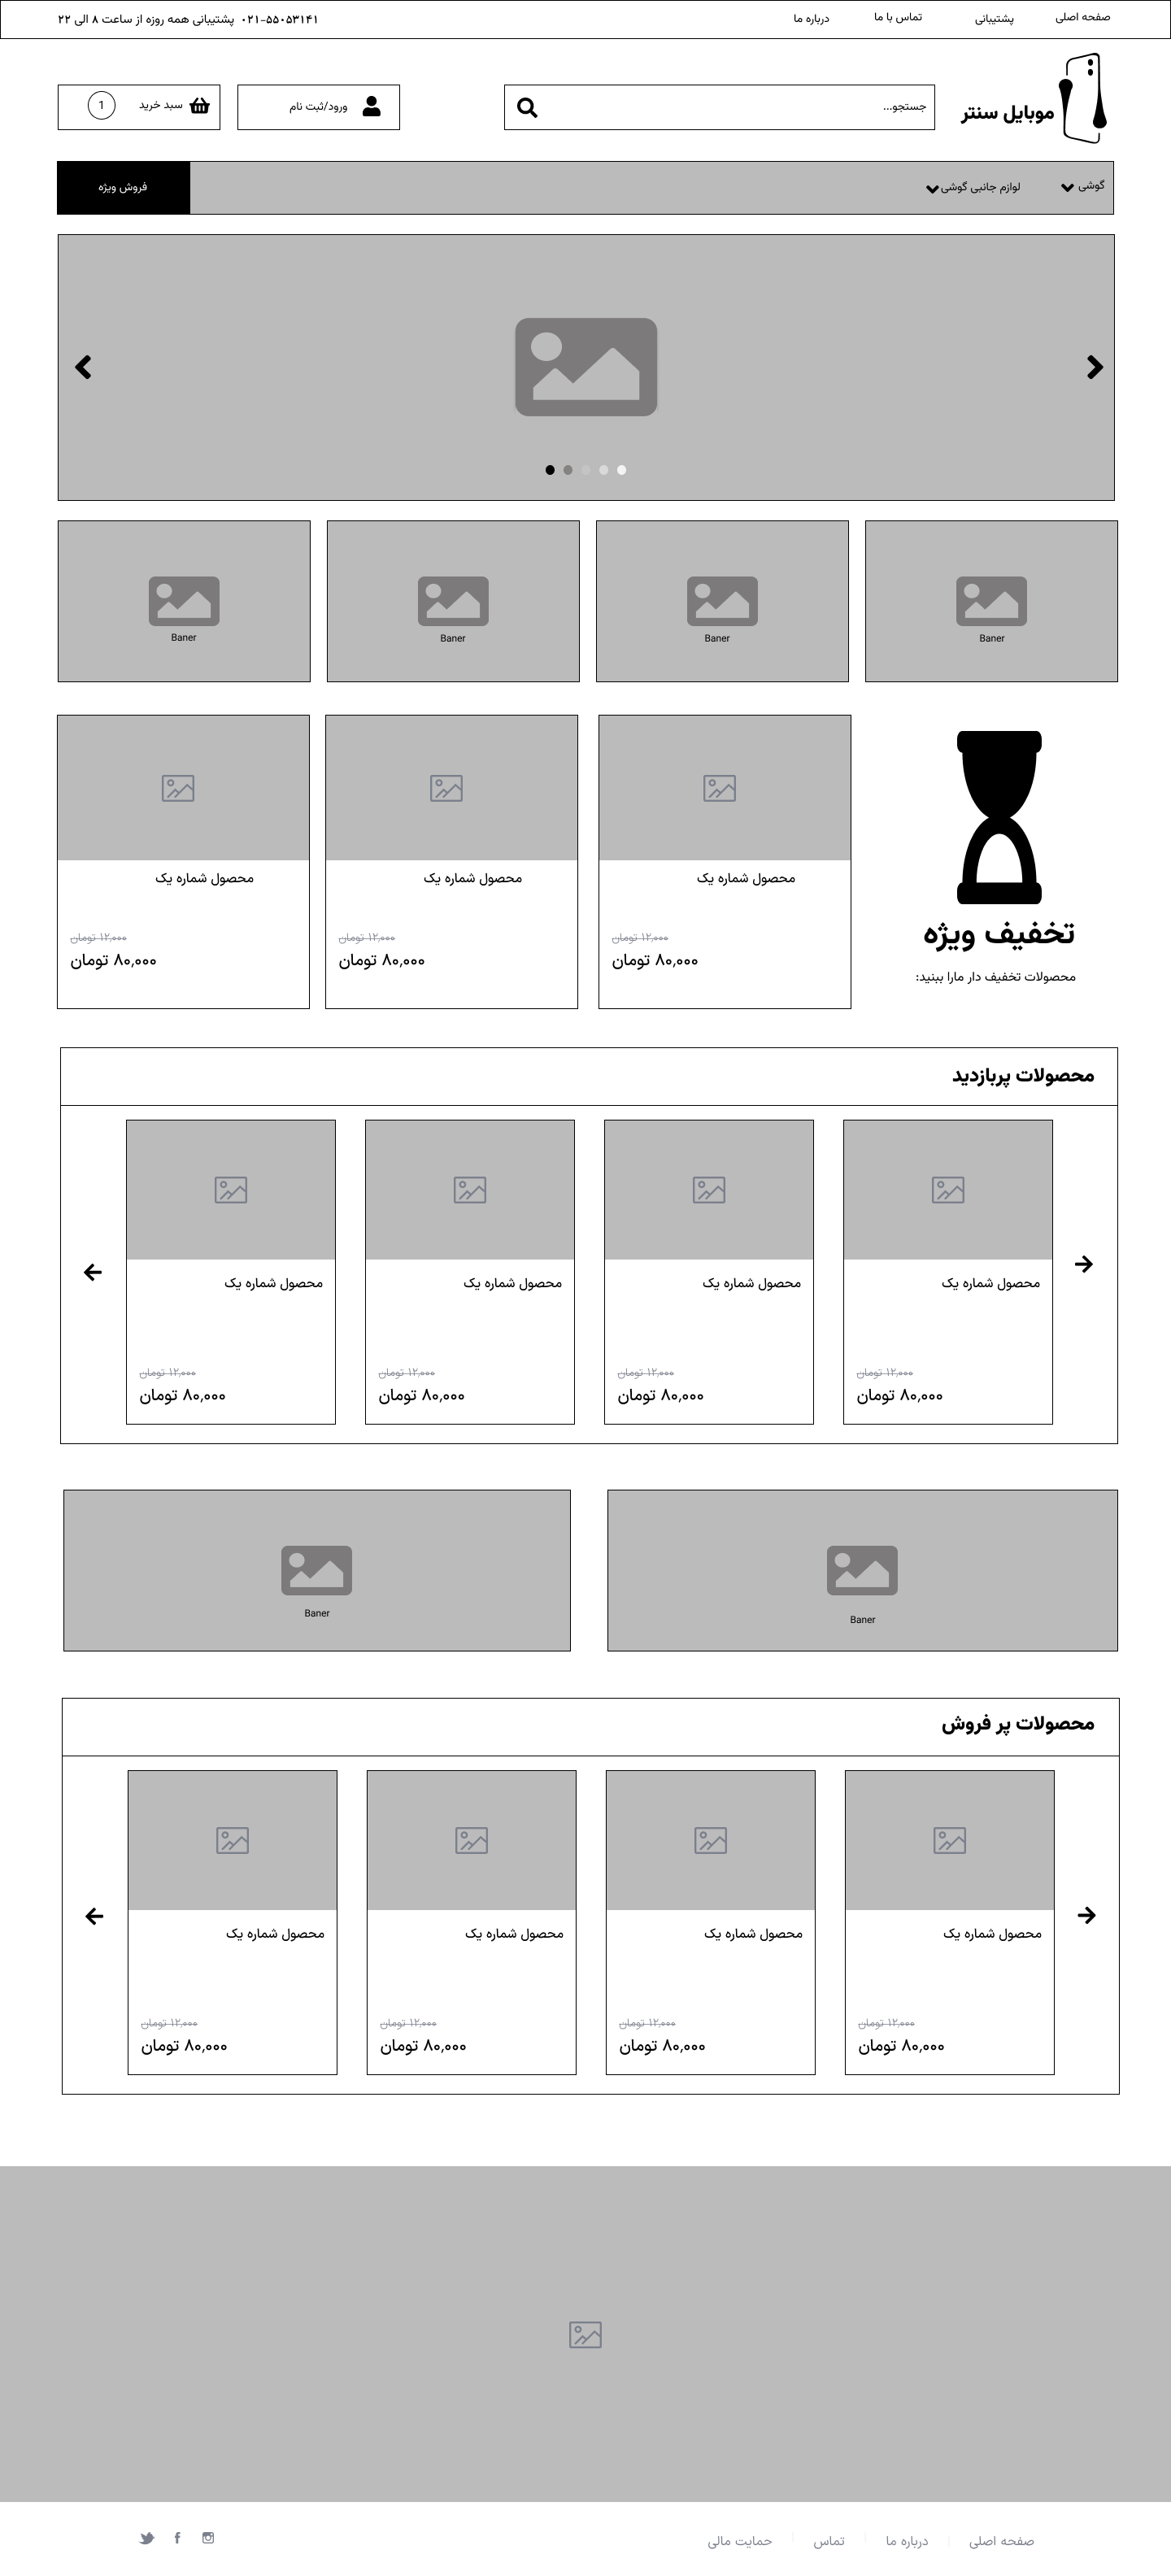 صفحه اصلی
پشتیبانی
تماس با ما
درباره ما
۰۲۱-۵۵۰۵۳۱۴۱ پشتیبانی همه روزه از ساعت ۸ الی ۲۲
موبایل سنتر
جستجو...
ورود/ثبت نام
سبد خرید
1
گوشی
لوازم جانبی گوشی
فروش ویژه
Baner
Baner
Baner
Baner
تخفیف ویژه
محصولات تخفیف دار مارا ببنید:
محصول شماره یک
۱۲,۰۰۰ تومان
۸۰,۰۰۰ تومان
محصول شماره یک
۱۲,۰۰۰ تومان
۸۰,۰۰۰ تومان
محصول شماره یک
۱۲,۰۰۰ تومان
۸۰,۰۰۰ تومان
محصولات پربازدید
محصول شماره یک
۱۲,۰۰۰ تومان
۸۰,۰۰۰ تومان
محصول شماره یک
۱۲,۰۰۰ تومان
۸۰,۰۰۰ تومان
محصول شماره یک
۱۲,۰۰۰ تومان
۸۰,۰۰۰ تومان
محصول شماره یک
۱۲,۰۰۰ تومان
۸۰,۰۰۰ تومان
Baner
Baner
محصولات پر فروش
محصول شماره یک
۱۲,۰۰۰ تومان
۸۰,۰۰۰ تومان
محصول شماره یک
۱۲,۰۰۰ تومان
۸۰,۰۰۰ تومان
محصول شماره یک
۱۲,۰۰۰ تومان
۸۰,۰۰۰ تومان
محصول شماره یک
۱۲,۰۰۰ تومان
۸۰,۰۰۰ تومان
صفحه اصلی
درباره ما
تماس
حمایت مالی